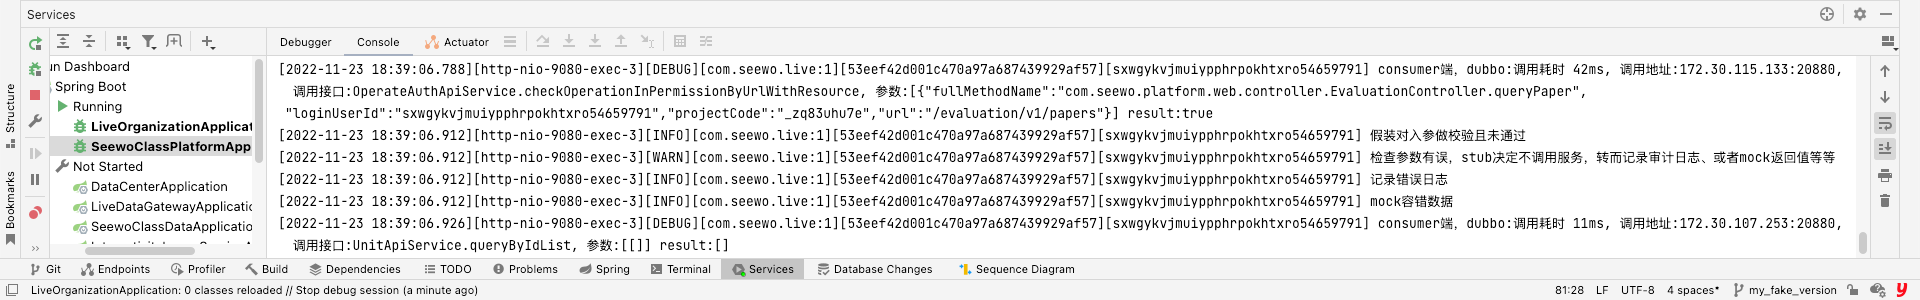 Services
Debugger Console Actuator
un Dashboard
Spring Boot
Running
LiveOrganizationApplicat
SeewoClassPlatformApp
Not Started
DataCenterApplication
LiveDataGatewayApplicatio
SeewoClassDataApplicatio
Structure
Bookmarks
[2022-11-23 18:39:06.788][http-nio-9080-exec-3][DEBUG][com.seewo.live:1][53eef42d001c470a97a687439929af57][sxwgykvjmuiypphrpokhtxro54659791] consumer端, dubbo:调用耗时 42ms, 调用地址:172.30.115.133:20880,
调用接口:OperateAuthApiService.checkOperationInPermissionByUrlWithResource, 参数:[{"fullMethodName":"com.seewo.platform.web.controller.EvaluationController.queryPaper",
"loginUserId":"sxwgykvjmuiypphrpokhtxro54659791","projectCode":"_zq83uhu7e","url":"/evaluation/v1/papers"}] result:true
[2022-11-23 18:39:06.912][http-nio-9080-exec-3][INFO][com.seewo.live:1][53eef42d001c470a97a687439929af57][sxwgykvjmuiypphrpokhtxro54659791] 假装对入参做校验且未通过
[2022-11-23 18:39:06.912][http-nio-9080-exec-3][WARN][com.seewo.live:1][53eef42d001c470a97a687439929af57][sxwgykvjmuiypphrpokhtxro54659791] 检查参数有误，stub决定不调用服务，转而记录审计日志、或者mock返回值等等
[2022-11-23 18:39:06.912][http-nio-9080-exec-3][INFO][com.seewo.live:1][53eef42d001c470a97a687439929af57][sxwgykvjmuiypphrpokhtxro54659791] 记录错误日志
[2022-11-23 18:39:06.912][http-nio-9080-exec-3][INFO][com.seewo.live:1][53eef42d001c470a97a687439929af57][sxwgykvjmuiypphrpokhtxro54659791] mock容错数据
[2022-11-23 18:39:06.926][http-nio-9080-exec-3][DEBUG][com.seewo.live:1][53eef42d001c470a97a687439929af57][sxwgykvjmuiypphrpokhtxro54659791] consumer端, dubbo:调用耗时 11ms, 调用地址:172.30.107.253:20880,
调用接口:UnitApiService.queryByIdList, 参数:[[]] result:[]
Git Endpoints Profiler Build Dependencies TODO Problems Spring Terminal Services Database Changes Sequence Diagram
LiveOrganizationApplication: 0 classes reloaded // Stop debug session (a minute ago) 81:28 LF UTF-8 4 spaces* my_fake_version